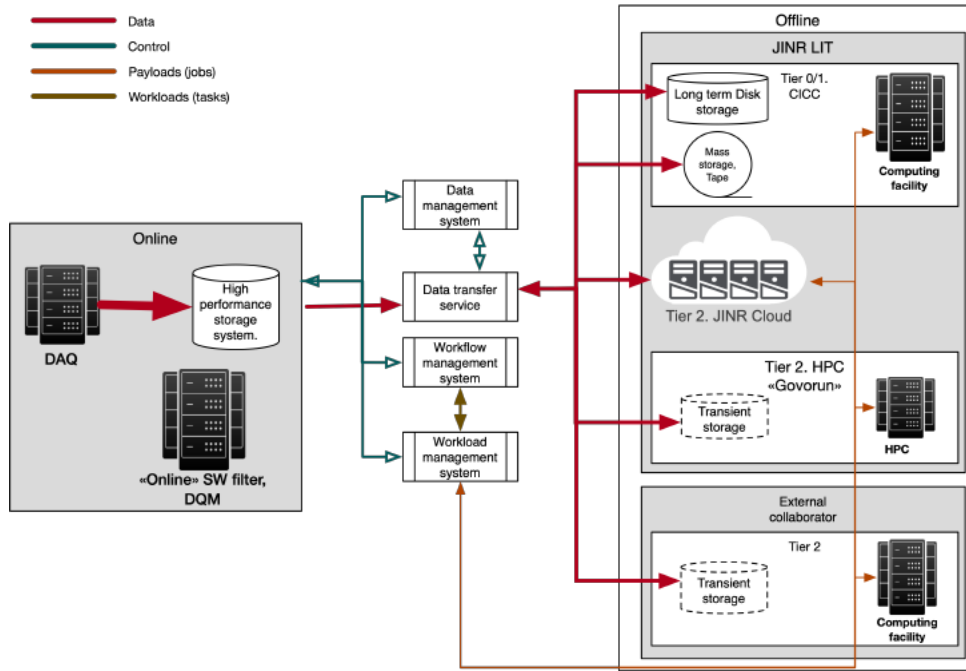 Data
Control
Payloads (jobs)
Workloads (tasks)
Offline
JINR LIT
Tier 0/1.
CICC
Long term Disk
storage
Mass
storage,
Tape
Computing
facility
Data
management
system
Online
High
performance
storage
system.
DAQ
Data transfer
service
Tier 2. JINR Cloud
Workflow
management
system
Tier 2. HPC
«Govorun»
Transient
storage
HPC
Workload
management
system
«Online» SW filter,
DQM
External
collaborator
Tier 2
Transient
storage
Computing
facility